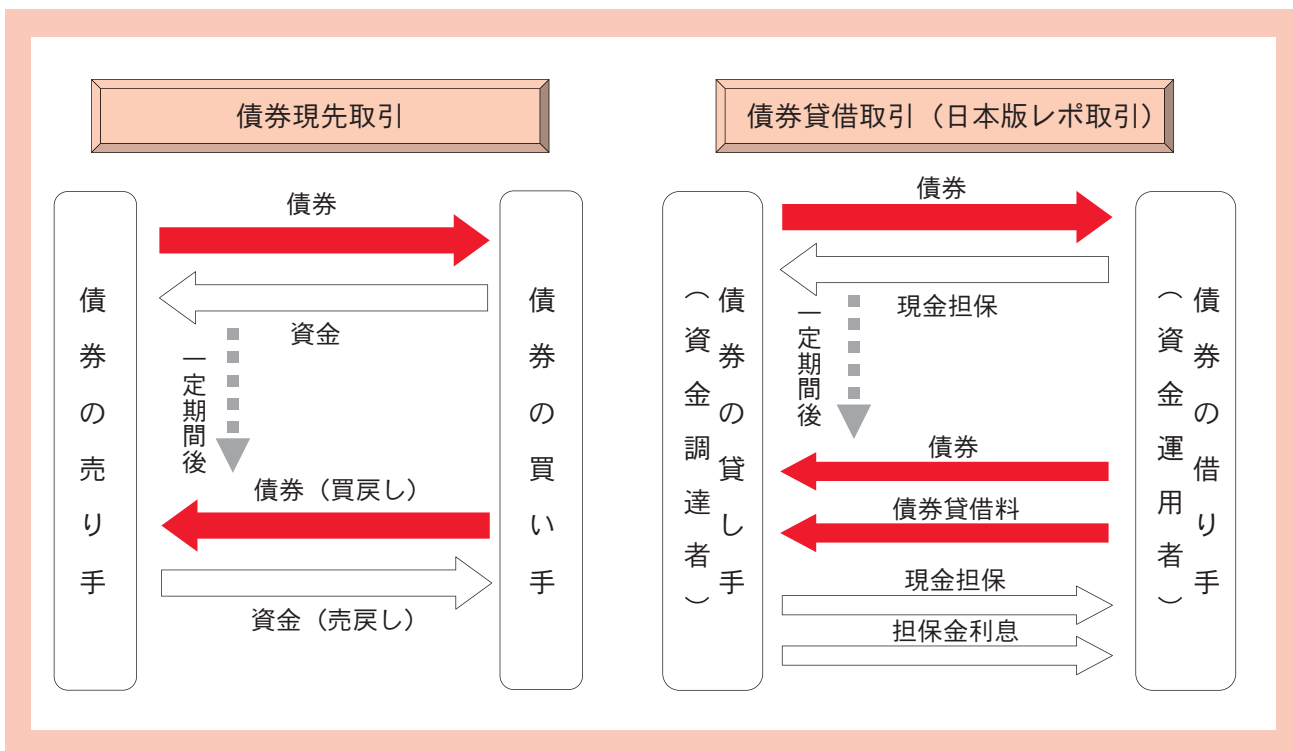 債券現先取引
債券の売り手
債券
資金
一定期間後
債券（買戻し）
資金（売戻し）
債券の買い手
債券貸借取引（日本版レポ取引）
債券の貸し手
（資金調達者）
債券
現金担保
一定期間後
債券
債券貸借料
現金担保
担保金利息
債券の借り手
（資金運用者）